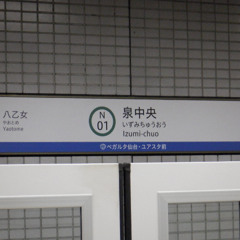 八乙女
やおとめ
Yaotome
N
01
泉中央
いずみちゅうおう
Izumi-chuo
ベガルタ仙台・ユアスタ前